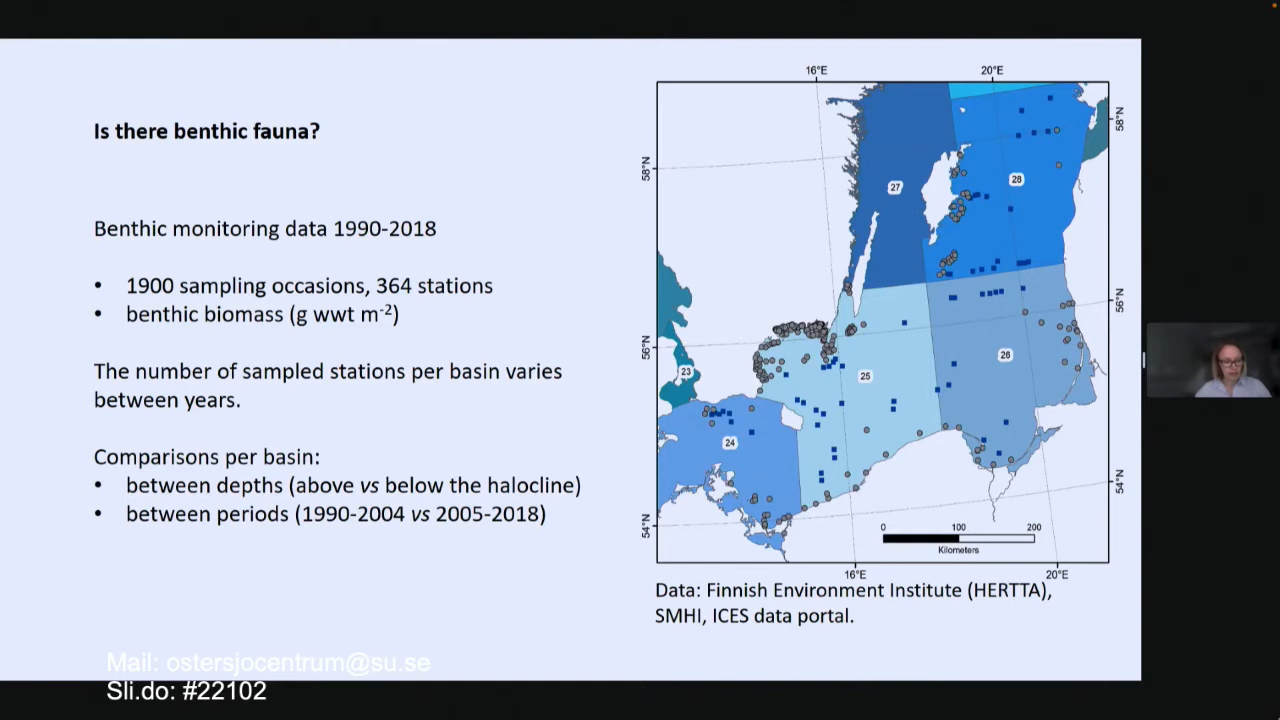 Is there benthic fauna?
Benthic monitoring data 1990-2018
• 1900 sampling occasions, 364 stations
• benthic biomass (g wwt m-2)
The number of sampled stations per basin varies
between years.
Comparisons per basin:
• between depths (above vs below the halocline)
• between periods (1990-2004 vs 2005-2018)
16°E 20°E
58°N
58°N
27
28
56°N
56°N
23
25
26
24
54°N
54°N
0 100 200
Kilometers
16°E 20°E
Data: Finnish Environment Institute (HERTTA),
SMHI, ICES data portal.
Mail: ostersjocentrum@su.se
Sli.do: #22102